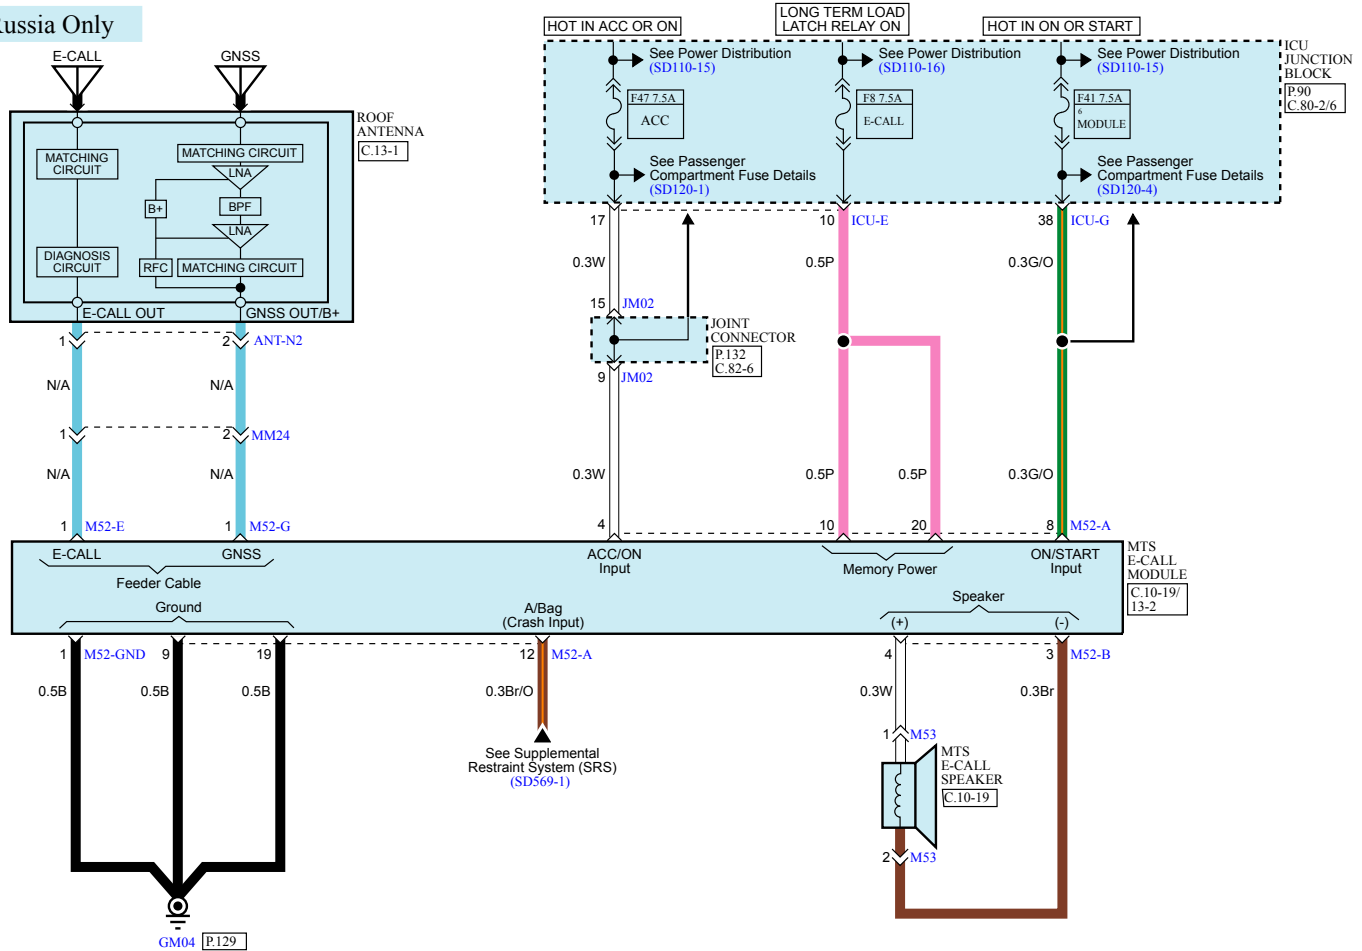 Russia Only
E-CALL
GNSS
ROOF
ANTENNA
C.13-1
MATCHING
CIRCUIT
MATCHING CIRCUIT
LNA
B+
BPF
LNA
DIAGNOSIS
CIRCUIT
RFC
MATCHING CIRCUIT
E-CALL OUT
GNSS OUT/B+
1
2
ANT-N2
N/A
N/A
1
2
MM24
N/A
N/A
1
M52-E
1
M52-G
HOT IN ACC OR ON
LONG TERM LOAD
LATCH RELAY ON
HOT IN ON OR START
ICU
JUNCTION
BLOCK
P.90
C.80-2/6
See Power Distribution
(SD110-15)
See Power Distribution
(SD110-16)
See Power Distribution
(SD110-15)
F47 7.5A
ACC
F8 7.5A
E-CALL
F41 7.5A
6
MODULE
See Passenger
Compartment Fuse Details
(SD120-1)
See Passenger
Compartment Fuse Details
(SD120-4)
17
10
ICU-E
38
ICU-G
0.3W
0.5P
0.3G/O
15
JM02
JOINT
CONNECTOR
P.132
C.82-6
9
JM02
0.3W
0.5P
0.5P
0.3G/O
4
10
20
8
M52-A
E-CALL
GNSS
Feeder Cable
ACC/ON
Input
Memory Power
ON/START
Input
MTS
E-CALL
MODULE
C.10-19/
13-2
Ground
A/Bag
(Crash Input)
Speaker
(+)
(-)
1
M52-GND
9
19
12
M52-A
4
3
M52-B
0.5B
0.5B
0.5B
0.3Br/O
0.3W
0.3Br
See Supplemental
Restraint System (SRS)
(SD569-1)
1
M53
MTS
E-CALL
SPEAKER
C.10-19
2
M53
GM04
P.129